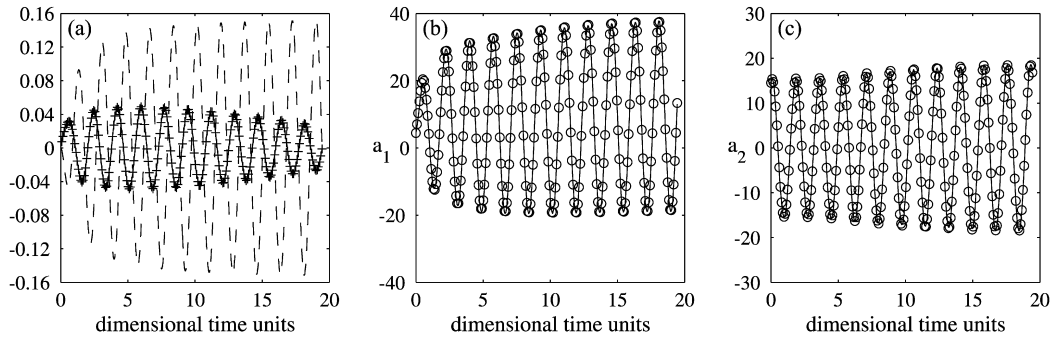 (a)
0.16
0.12
0.08
0.04
0
-0.04
-0.08
-0.12
-0.16
0 5 10 15 20
dimensional time units
(b)
40
20
0
a1
-20
-40
0 5 10 15 20
dimensional time units
(c)
30
20
10
0
a2
-10
-20
-30
0 5 10 15 20
dimensional time units